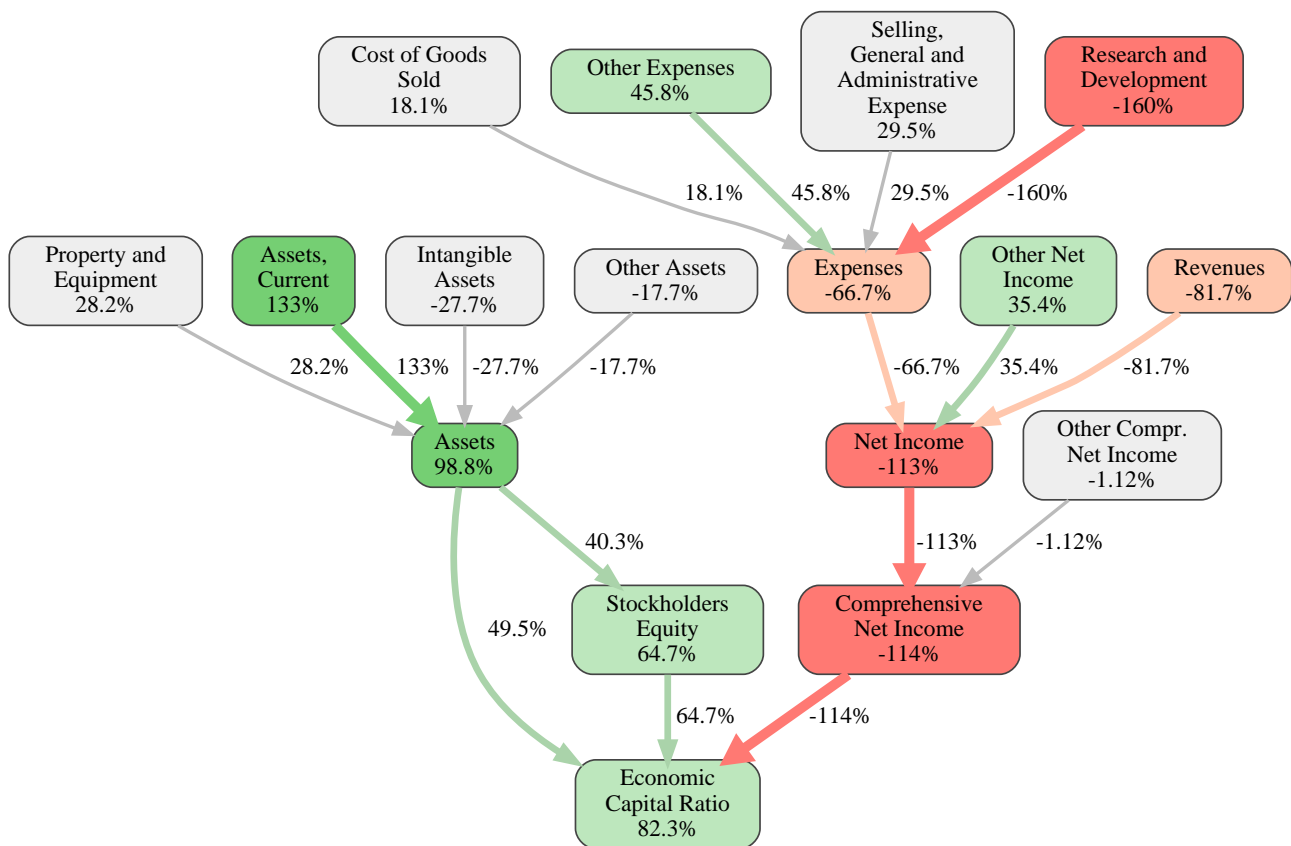 Cost of Goods
Sold
18.1%
Other Expenses
45.8%
Selling,
General and
Administrative
Expense
29.5%
Research and
Development
-160%
18.1%
45.8%
29.5%
-160%
Property and
Equipment
28.2%
Assets,
Current
133%
Intangible
Assets
-27.7%
Other Assets
-17.7%
Expenses
-66.7%
Other Net
Income
35.4%
Revenues
-81.7%
28.2%
133%
-27.7%
-17.7%
-66.7%
35.4%
-81.7%
Assets
98.8%
Net Income
-113%
Other Compr.
Net Income
-1.12%
40.3%
-113%
-1.12%
49.5%
Stockholders
Equity
64.7%
Comprehensive
Net Income
-114%
64.7%
-114%
Economic
Capital Ratio
82.3%